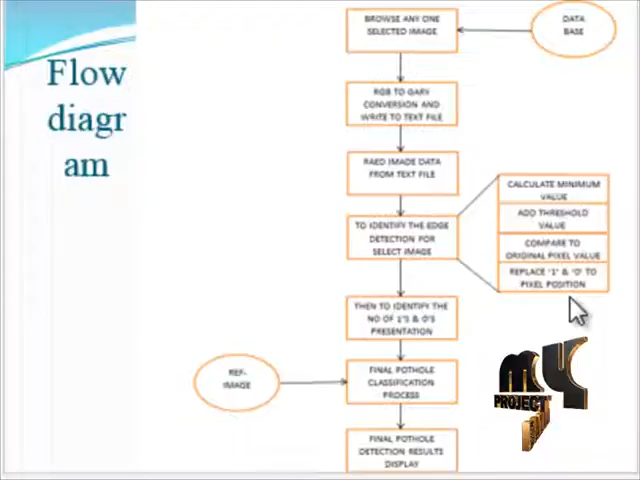 Flow
diagr
am
BROWSE ANY ONE
SELECTED IMAGE
DATA
BASE
RGB TO GARY
CONVERSION AND
WRITE TO TEXT FILE
RAED IMADE DATA
FROM TEXT FILE
TO IDENTIFY THE EDGE
DETECTION FOR
SELECT IMAGE
CALCULATE MINIMUM
VALUE
ADD THRESHOLD
VALUE
COMPARE TO
ORIGINAL PIXEL VALUE
REPLACE '1' & '0' TO
PIXEL POSITION
THEN TO IDENTIFY THE
NO OF 1'S & 0'S
PRESENTATION
REF-
IMAGE
FINAL POTHOLE
CLASSIFICATION
PROCESS
FINAL POTHOLE
DETECTION RESULTS
DISPLAY
MY
PROJECT